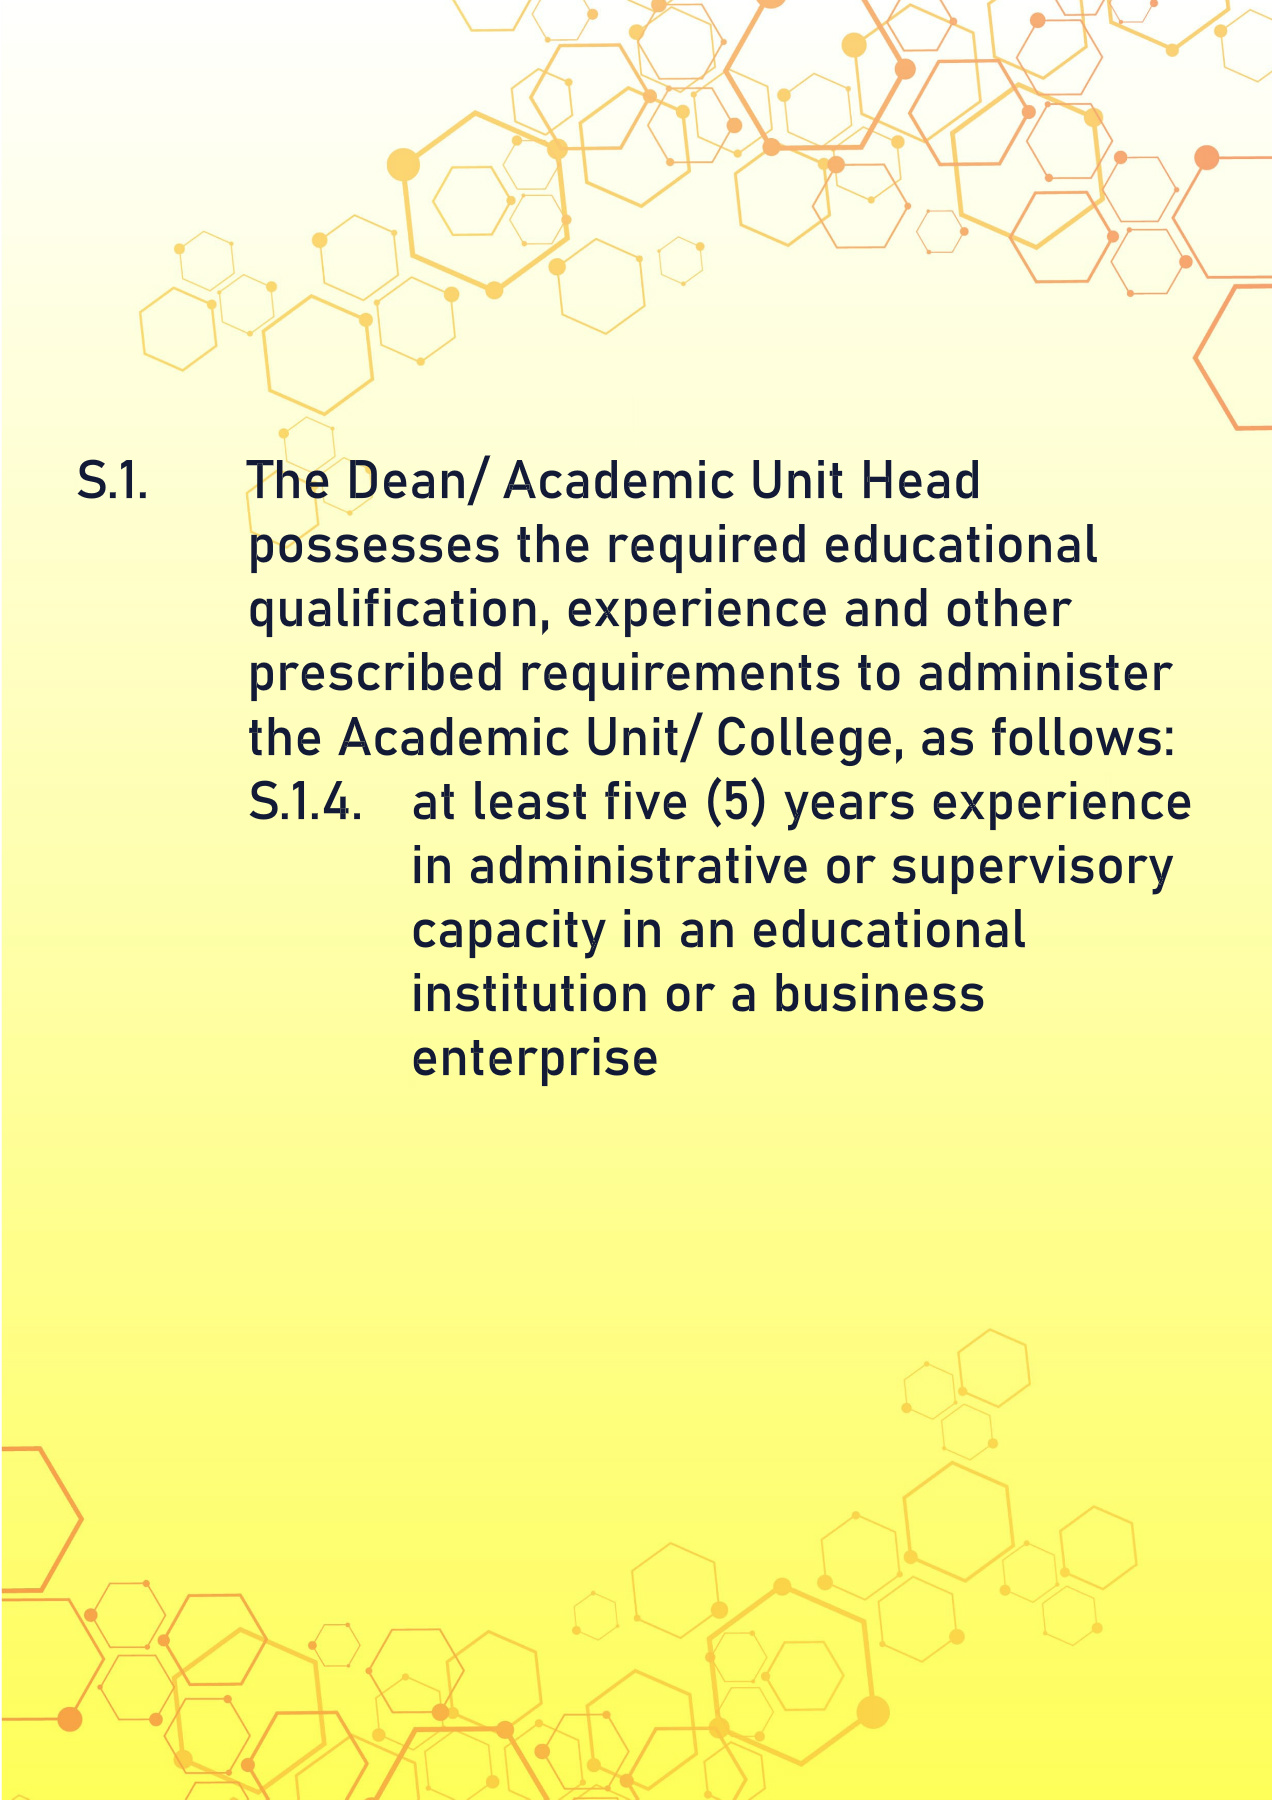 S.1. The Dean/ Academic Unit Head
possesses the required educational
qualification, experience and other
prescribed requirements to administer
the Academic Unit/ College, as follows:
S.1.4. at least five (5) years experience
in administrative or supervisory
capacity in an educational
institution or a business
enterprise